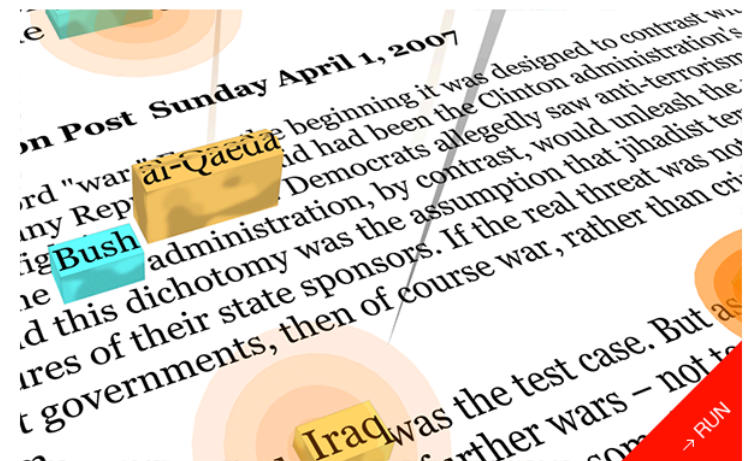 on Post Sunday April 1, 2007
ord "war" beginning it was designed to contrast
any Rep al-Qaeda had been the Clinton administration's
Democrats allegedly saw anti-terrorism
Bush administration, by contrast, would unleash the
this dichotomy was the assumption that jihadist
ures of their state sponsors. If the real threat was not
t governments, then of course war, rather than
Iraq was the test case. But as
further wars – not to
→ RUN